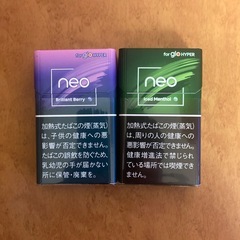 for glo HYPER
neo
Brilliant Berry
加熱式たばこの煙(蒸気)
は、子供の健康への悪
影響が否定できません。
たばこの誤飲を防ぐため、
乳幼児の手が届かない
所に保管・廃棄を。
for glo HYPER
neo
Iced Menthol
加熱式たばこの煙(蒸気)
は、周りの人の健康への
悪影響が否定できません。
健康増進法で禁じられ
ている場所では喫煙でき
ません。